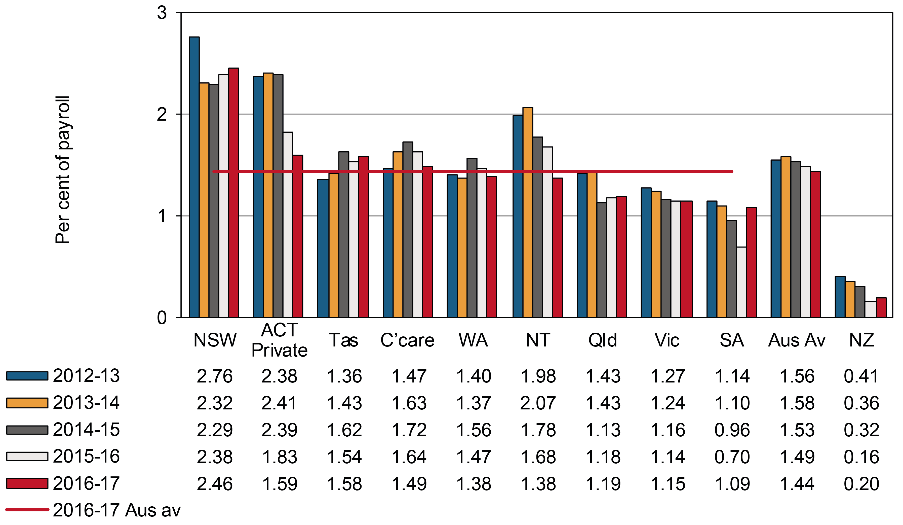 3
2
1
0
Per cent of payroll
NSW ACT Private Tas C'care WA NT Qld Vic SA Aus Av NZ
2012-13 2.76 2.38 1.36 1.47 1.40 1.98 1.43 1.27 1.14 1.56 0.41
2013-14 2.32 2.41 1.43 1.63 1.37 2.07 1.43 1.24 1.10 1.58 0.36
2014-15 2.29 2.39 1.62 1.72 1.56 1.78 1.13 1.16 0.96 1.53 0.32
2015-16 2.38 1.83 1.54 1.64 1.47 1.68 1.18 1.14 0.70 1.49 0.16
2016-17 2.46 1.59 1.58 1.49 1.38 1.38 1.19 1.15 1.09 1.44 0.20
2016-17 Aus av